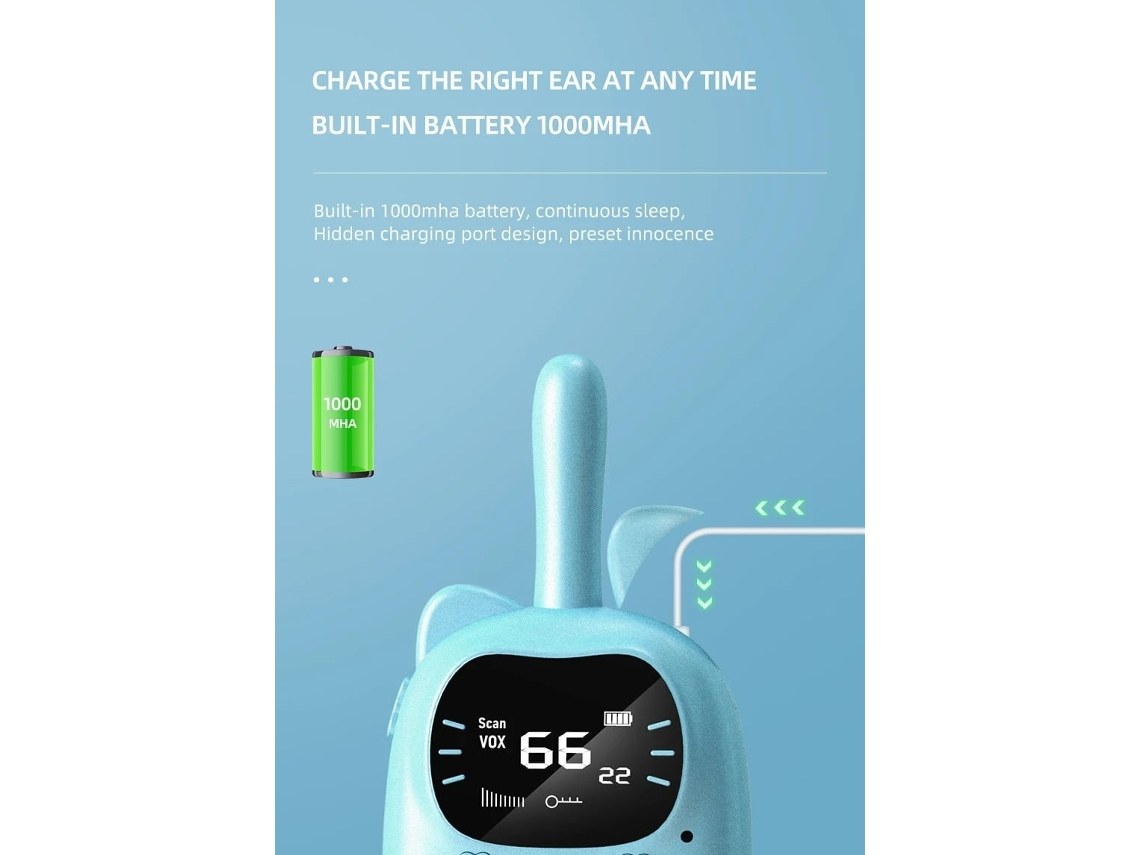 CHARGE THE RIGHT EAR AT ANY TIME
BUILT-IN BATTERY 1000MHA
Built-in 1000mha battery, continuous sleep,
Hidden charging port design, preset innocence
1000
MHA
Scan
VOX
66
22